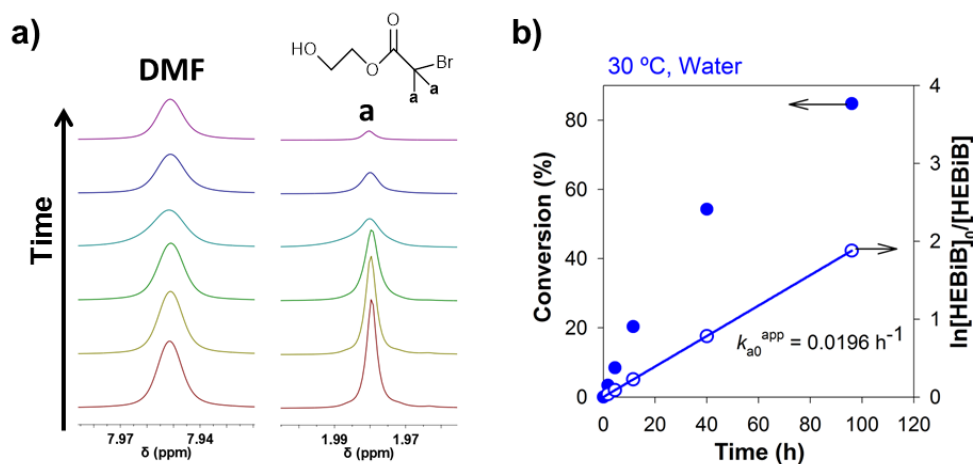 a)
DMF
HO
O
O
Br
a
a
a
Time
7.97
7.94
δ (ppm)
1.99
1.97
δ (ppm)
b)
30 ºC, Water
Conversion (%)
80
60
40
20
0
4
3
2
1
0
ln[HEBiB]0/[HEBiB]
ka0app = 0.0196 h-1
0 20 40 60 80 100 120
Time (h)